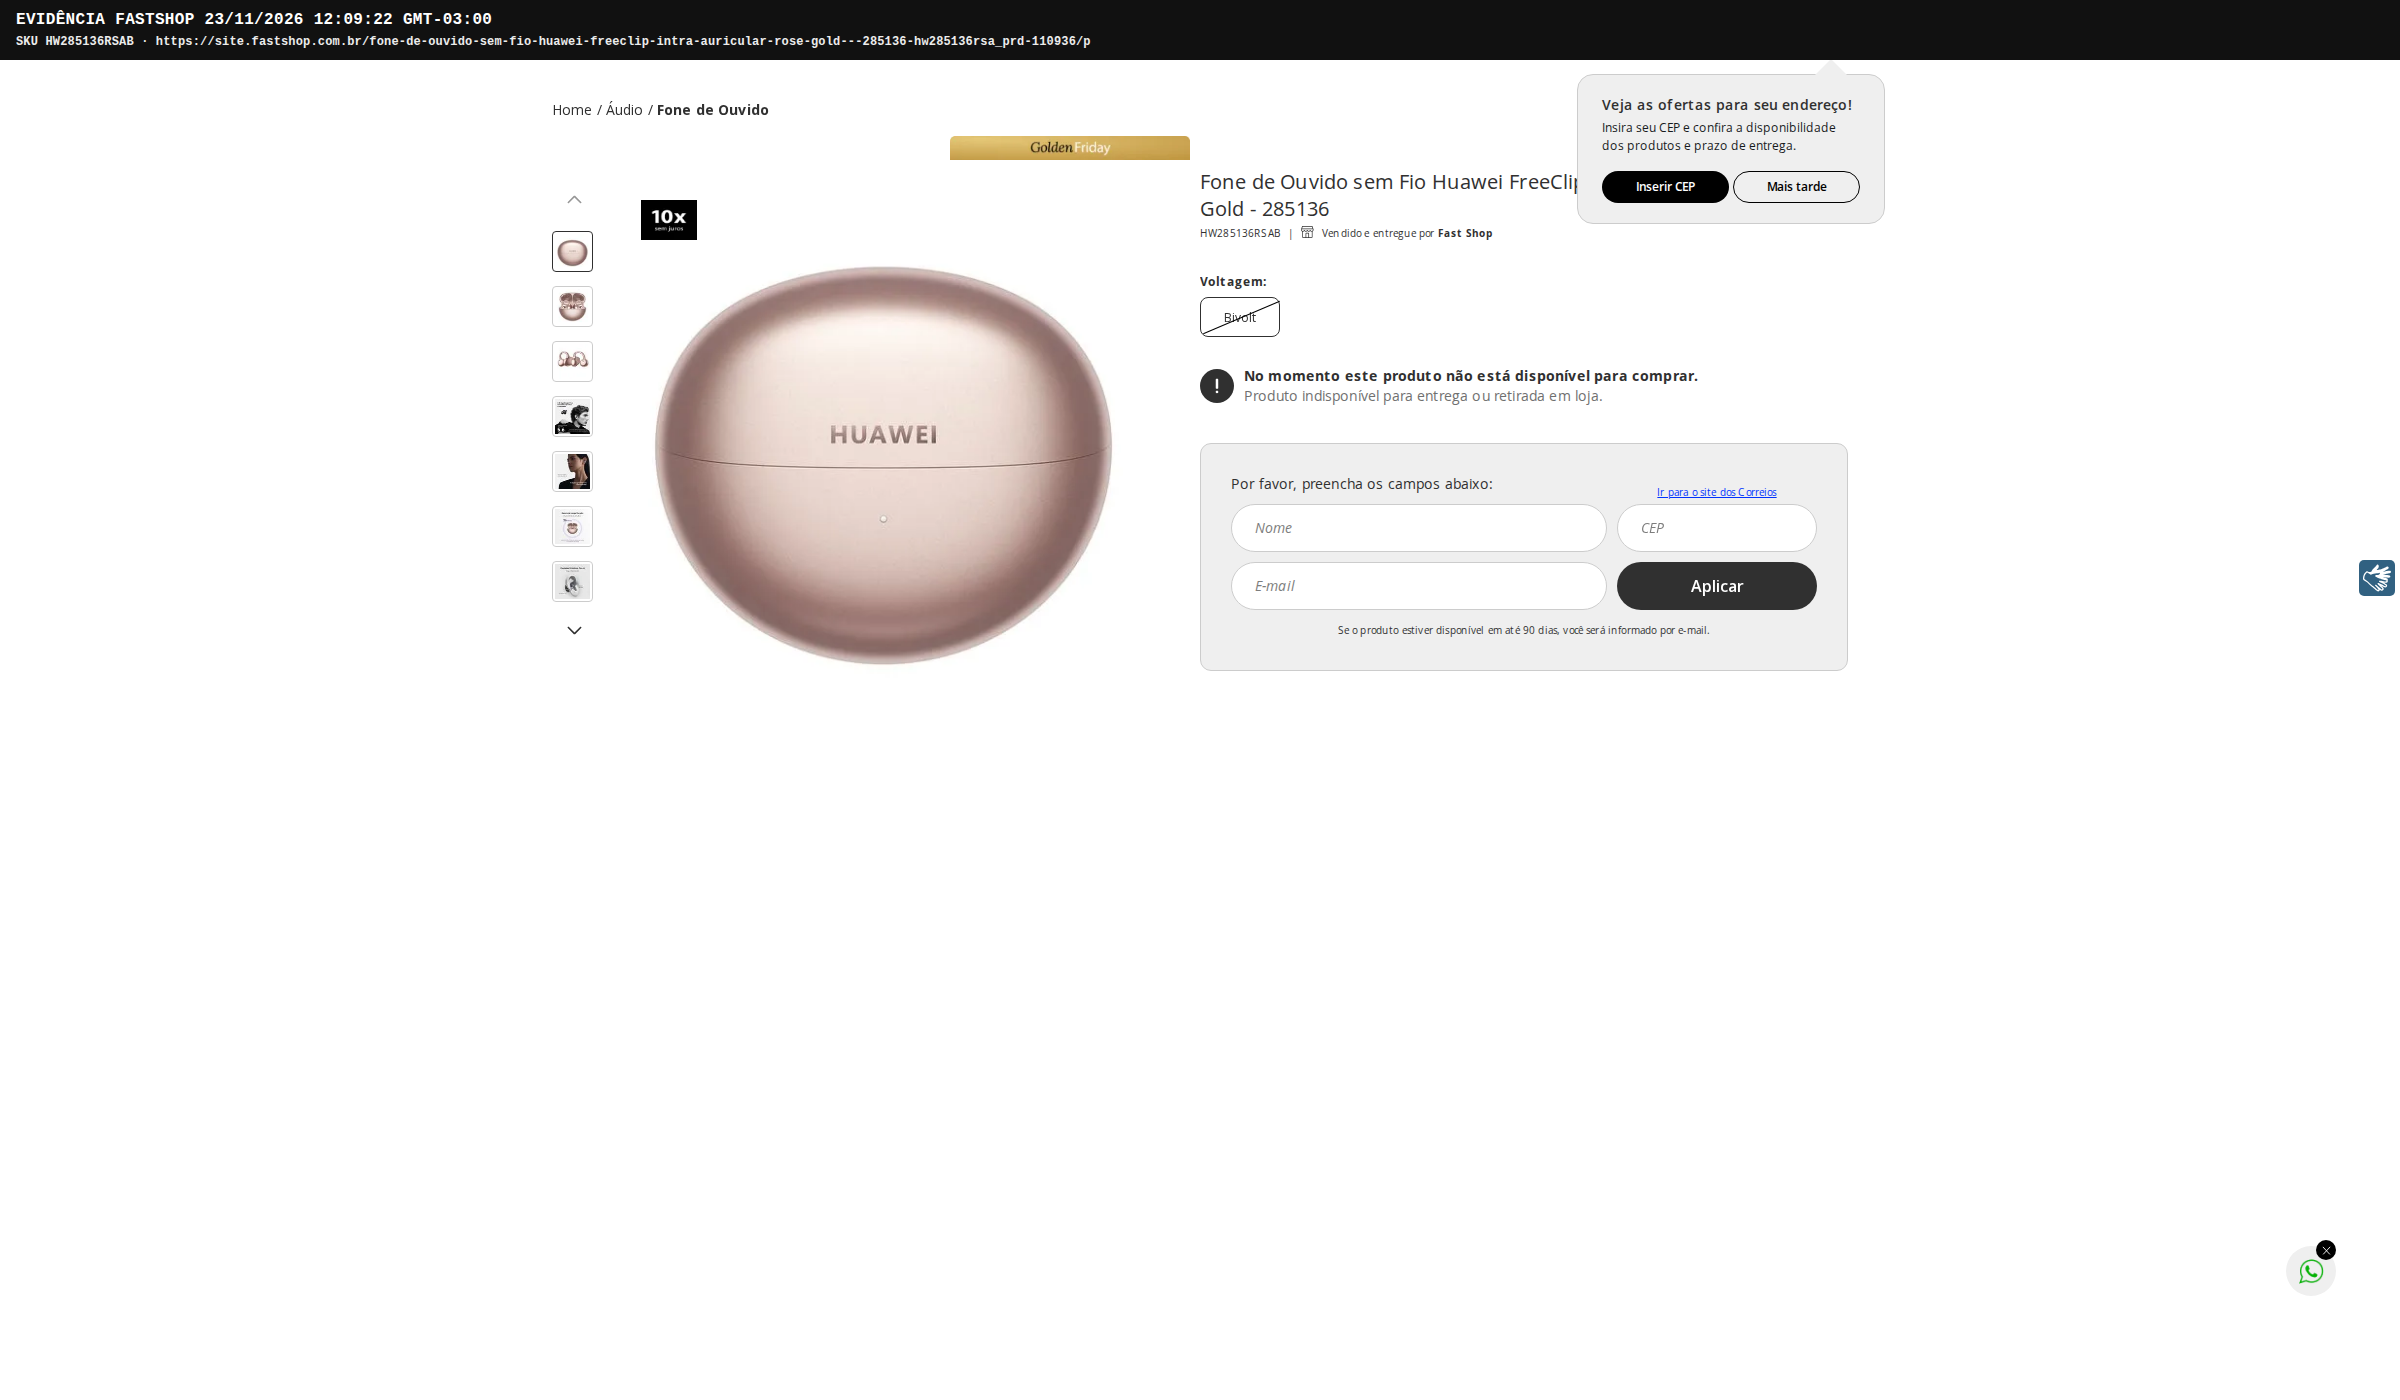 EVIDÊNCIA FASTSHOP 23/11/2026 12:09:22 GMT-03:00
SKU HW285136RSAB · https://site.fastshop.com.br/fone-de-ouvido-sem-fio-huawei-freeclip-intra-auricular-rose-gold---285136-hw285136rsa_prd-110936/p
Home / Áudio / Fone de Ouvido
Golden Friday
Veja as ofertas para seu endereço!
Insira seu CEP e confira a disponibilidade
dos produtos e prazo de entrega.
Inserir CEP
Mais tarde
10x
sem juros
HUAWEI
Fone de Ouvido sem Fio Huawei FreeClip
Gold - 285136
HW285136RSAB | Vendido e entregue por Fast Shop
Voltagem:
Bivolt
No momento este produto não está disponível para comprar.
Produto indisponível para entrega ou retirada em loja.
Por favor, preencha os campos abaixo:
Ir para o site dos Correios
Nome
CEP
E-mail
Aplicar
Se o produto estiver disponível em até 90 dias, você será informado por e-mail.